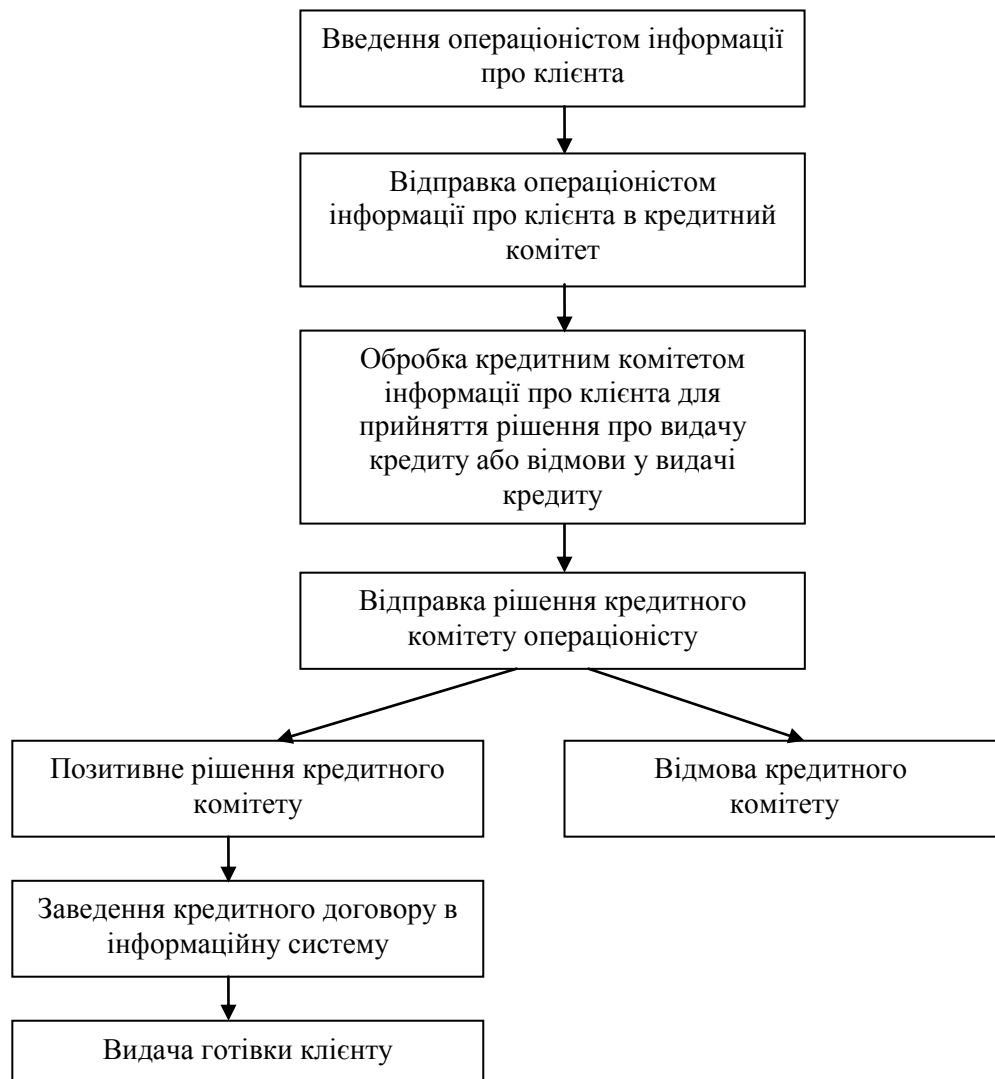 Введення операціоністом інформації
про клієнта
Відправка операціоністом
інформації про клієнта в кредитний
комітет
Обробка кредитним комітетом
інформації про клієнта для
прийняття рішення про видачу
кредиту або відмови у видачі
кредиту
Відправка рішення кредитного
комітету операціоністу
Позитивне рішення кредитного
комітету
Відмова кредитного
комітету
Заведення кредитного договору в
інформаційну систему
Видача готівки клієнту